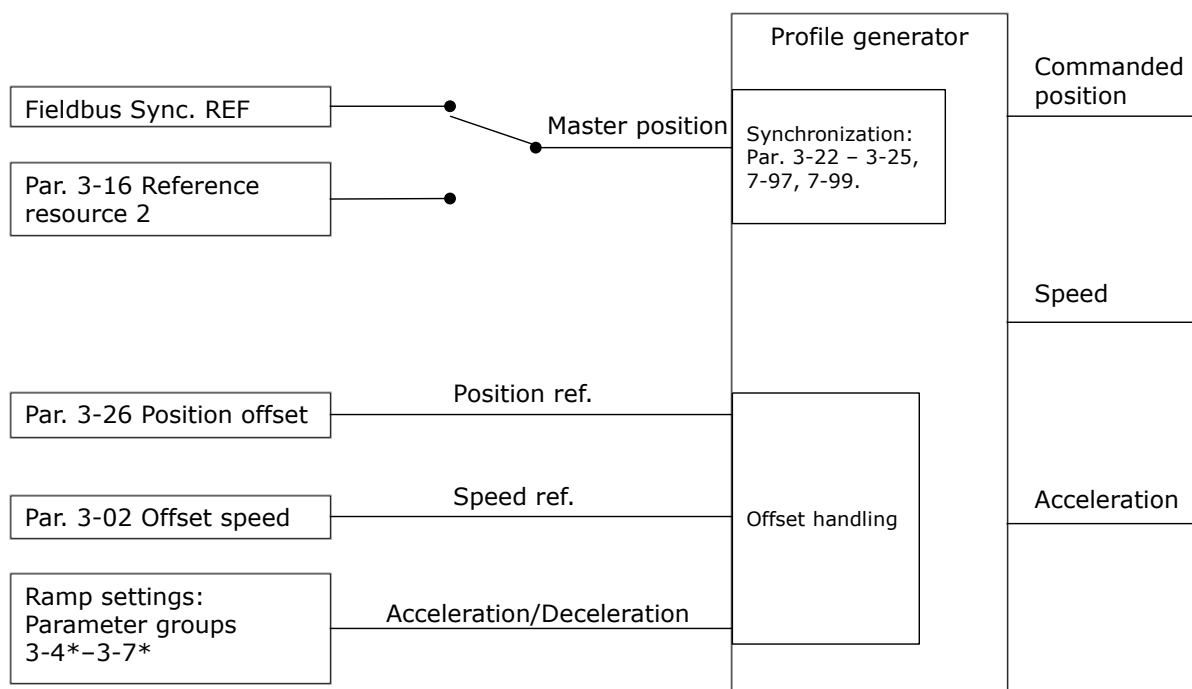 Profile generator
Fieldbus Sync. REF
Par. 3-16 Reference
resource 2
Master position
Synchronization:
Par. 3-22 – 3-25,
7-97, 7-99.
Commanded
position
Speed
Par. 3-26 Position offset
Position ref.
Par. 3-02 Offset speed
Speed ref.
Ramp settings:
Parameter groups
3-4*–3-7*
Acceleration/Deceleration
Offset handling
Acceleration